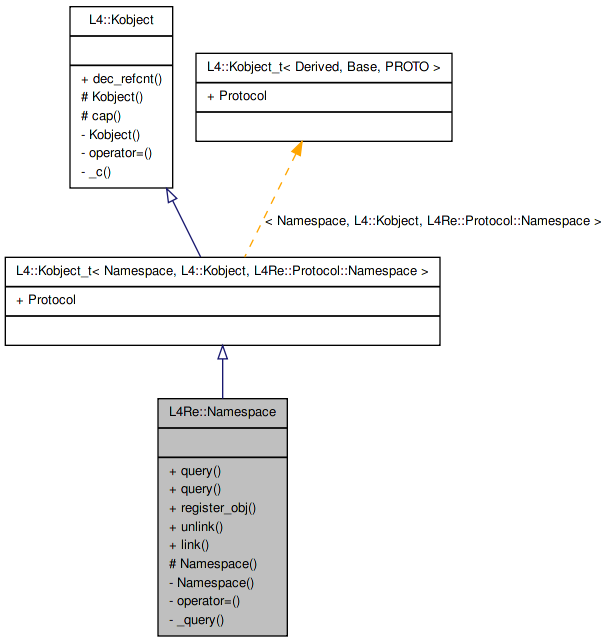 L4::Kobject
+ dec_refcnt()
# Kobject()
# cap()
- Kobject()
- operator=()
- _c()
L4::Kobject_t< Derived, Base, PROTO >
+ Protocol
< Namespace, L4::Kobject, L4Re::Protocol::Namespace >
L4::Kobject_t< Namespace, L4::Kobject, L4Re::Protocol::Namespace >
+ Protocol
L4Re::Namespace
+ query()
+ query()
+ register_obj()
+ unlink()
+ link()
# Namespace()
- Namespace()
- operator=()
- _query()